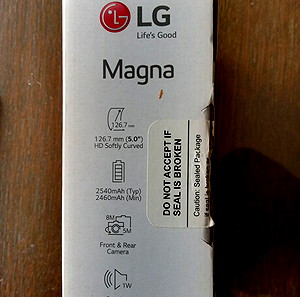 LG
Life's Good
Magna
126.7mm
126.7 mm (5.0")
HD Softly Curved
2540mAh (Typ)
2460mAh (Min)
8M
5M
Front & Rear
Camera
1W
DO NOT ACCEPT IF
SEAL IS BROKEN
Caution: Sealed Package